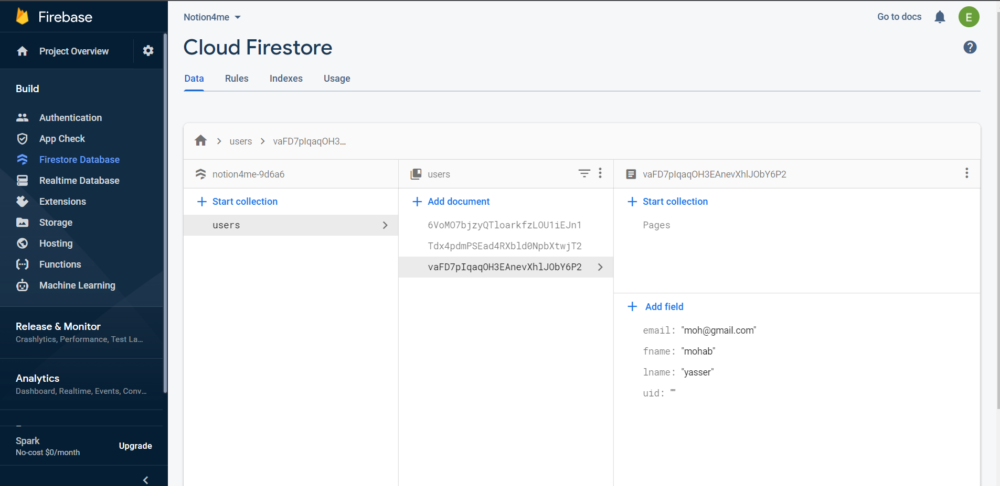 Firebase
Project Overview
Build
Authentication
App Check
Firestore Database
Realtime Database
Extensions
Storage
Hosting
Functions
Machine Learning
Release & Monitor
Crashlytics, Performance, Test La...
Analytics
Dashboard, Realtime, Events, Conv...
Spark
No-cost $0/month
Upgrade
Notion4me
Go to docs
E
Cloud Firestore
Data Rules Indexes Usage
users vaFD7pIqaqOH3...
notion4me-9d6a6
Start collection
users
users
Add document
6VoMO7bjzyQTloarkfzLOU1iEJn1
Tdx4pdmPSEad4RXbld0NpbXtwjT2
vaFD7pIqaqOH3EAnevXhlJObY6P2
vaFD7pIqaqOH3EAnevXhlJObY6P2
Start collection
Pages
Add field
email: "moh@gmail.com"
fname: "mohab"
lname: "yasser"
uid: ""